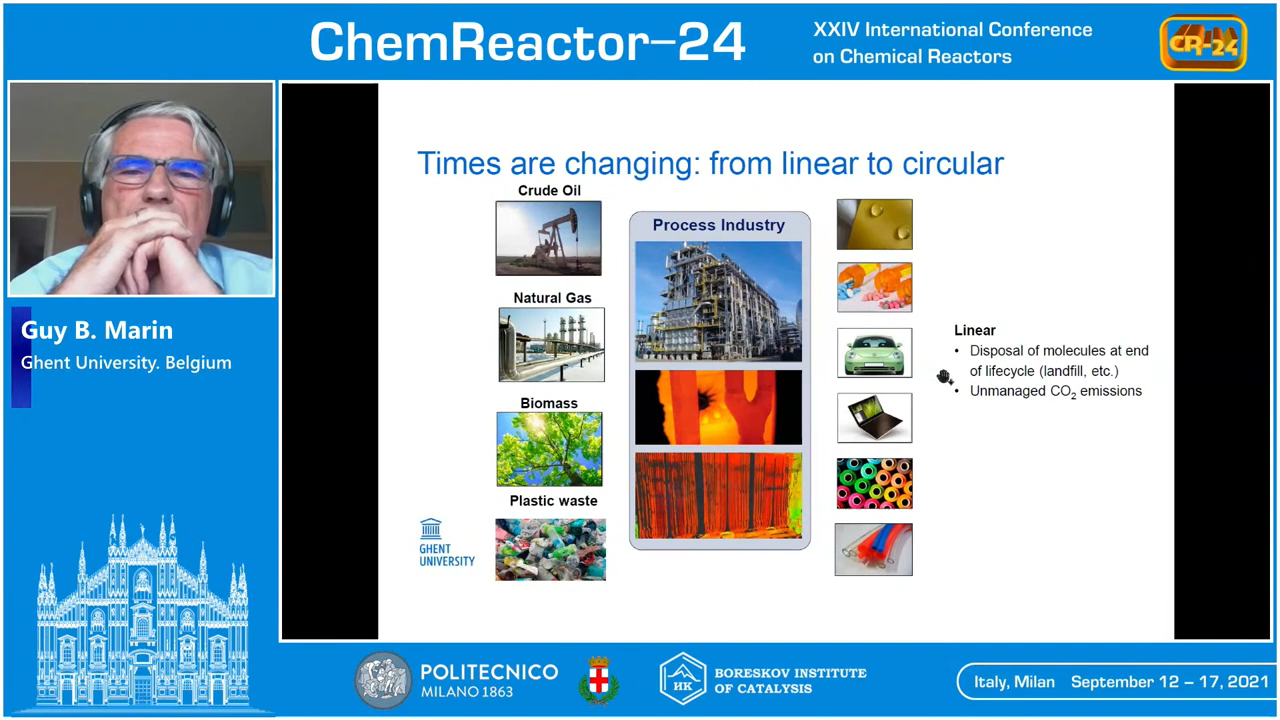 ChemReactor–24
XXIV International Conference
on Chemical Reactors
CR-24
Guy B. Marin
Ghent University. Belgium
Times are changing: from linear to circular
Crude Oil
Natural Gas
Biomass
Plastic waste
Process Industry
Linear
• Disposal of molecules at end
of lifecycle (landfill, etc.)
• Unmanaged CO₂ emissions
GHENT
UNIVERSITY
POLITECNICO
MILANO 1863
НК
BORESKOV INSTITUTE
OF CATALYSIS
Italy, Milan September 12 – 17, 2021